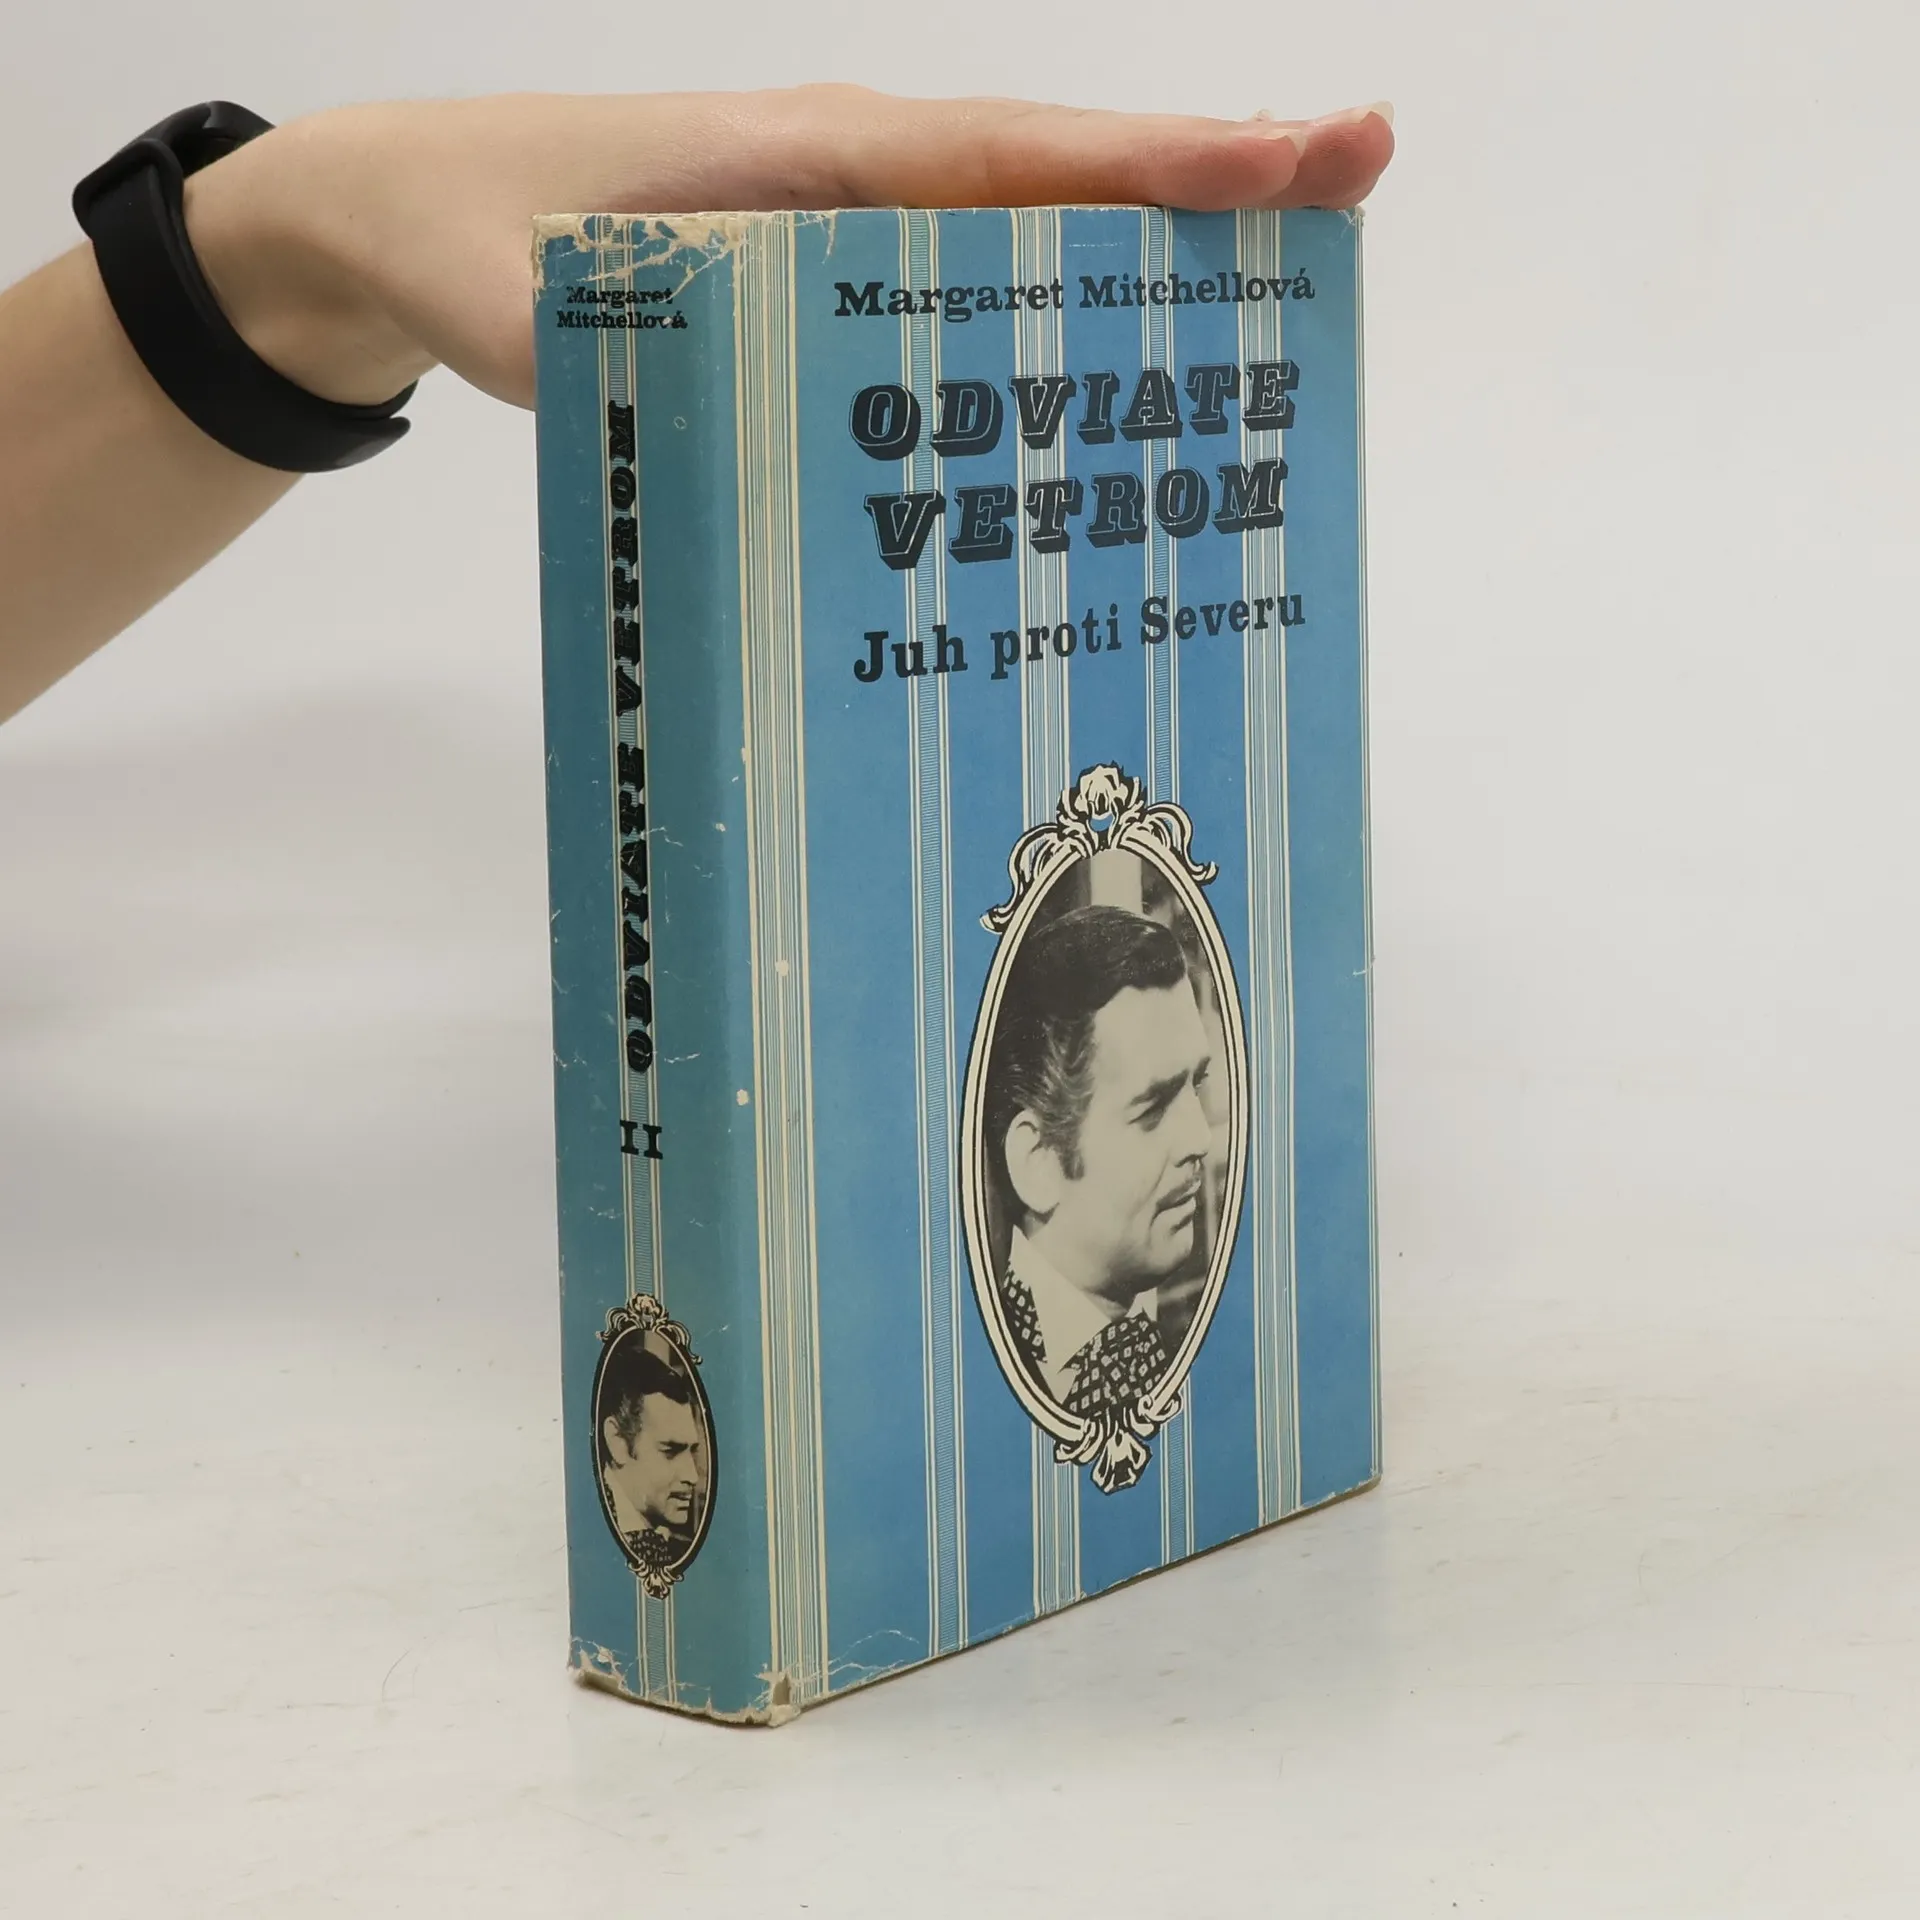 Margaret
Mitchellová
ODVIATE VETROM
II
Margaret Mitchellová
ODVIATE
VETROM
Juh proti Severu